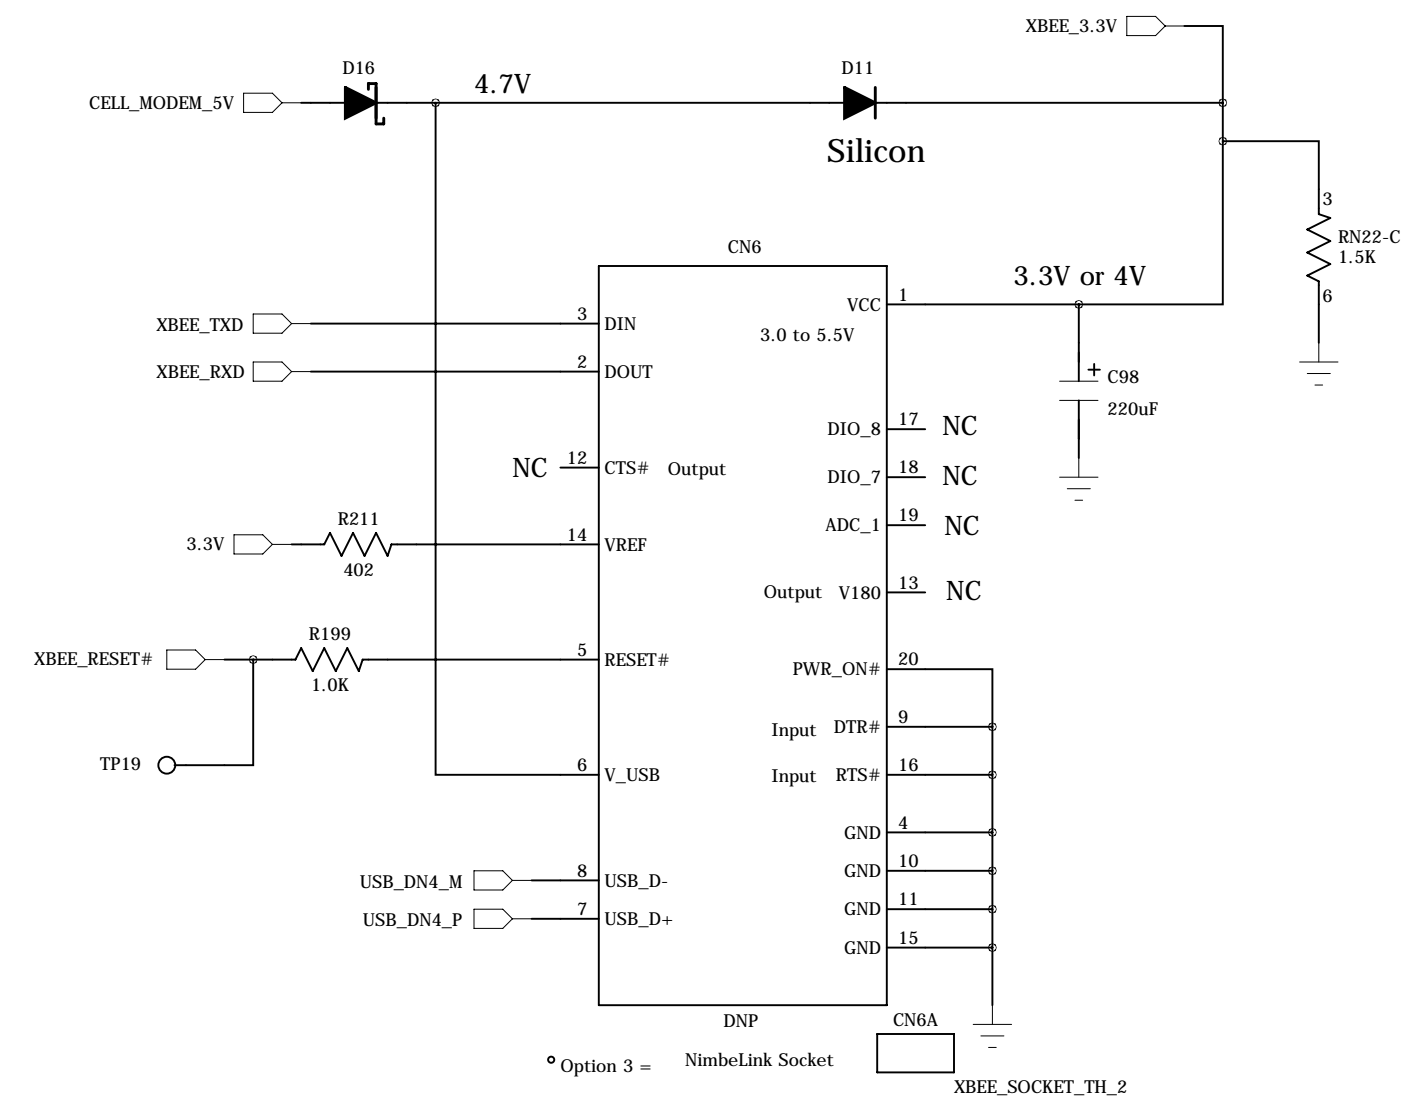 XBEE_3.3V
D16
D11
CELL_MODEM_5V
4.7V
Silicon
3
RN22-C
1.5K
6
CN6
3.3V or 4V
VCC 1
3.0 to 5.5V
XBEE_TXD
3 DIN
XBEE_RXD
2 DOUT
+ C98
220uF
DIO_8 17 NC
NC 12 CTS# Output
DIO_7 18 NC
ADC_1 19 NC
R211
3.3V
402
14 VREF
Output V180 13 NC
R199
XBEE_RESET#
1.0K
5 RESET#
PWR_ON# 20
Input DTR# 9
TP19
6 V_USB
Input RTS# 16
GND 4
GND 10
USB_DN4_M
8 USB_D-
GND 11
USB_DN4_P
7 USB_D+
GND 15
DNP
CN6A
Option 3 =
NimbeLink Socket
XBEE_SOCKET_TH_2